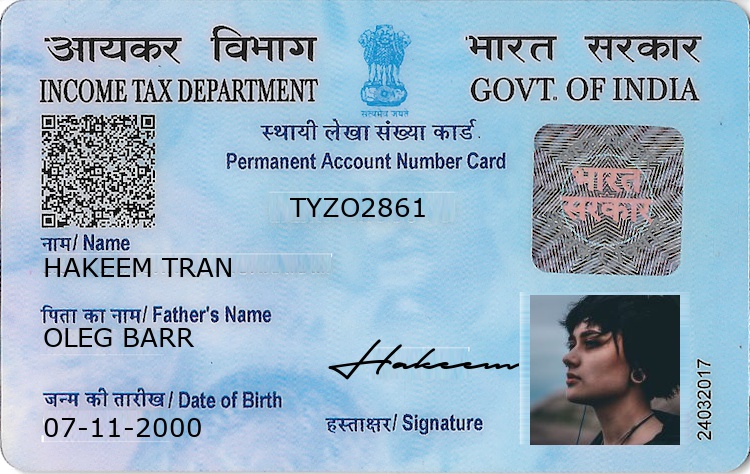 आयकर विभाग
INCOME TAX DEPARTMENT
भारत सरकार
GOVT. OF INDIA
सत्यमेव जयते
स्थायी लेखा संख्या कार्ड
Permanent Account Number Card
TYZO2861
भारत
सरकार
नाम/ Name
HAKEEM TRAN
पिता का नाम/ Father's Name
OLEG BARR
Hakeem
जन्म की तारीख/ Date of Birth
07-11-2000
हस्ताक्षर/ Signature
24032017